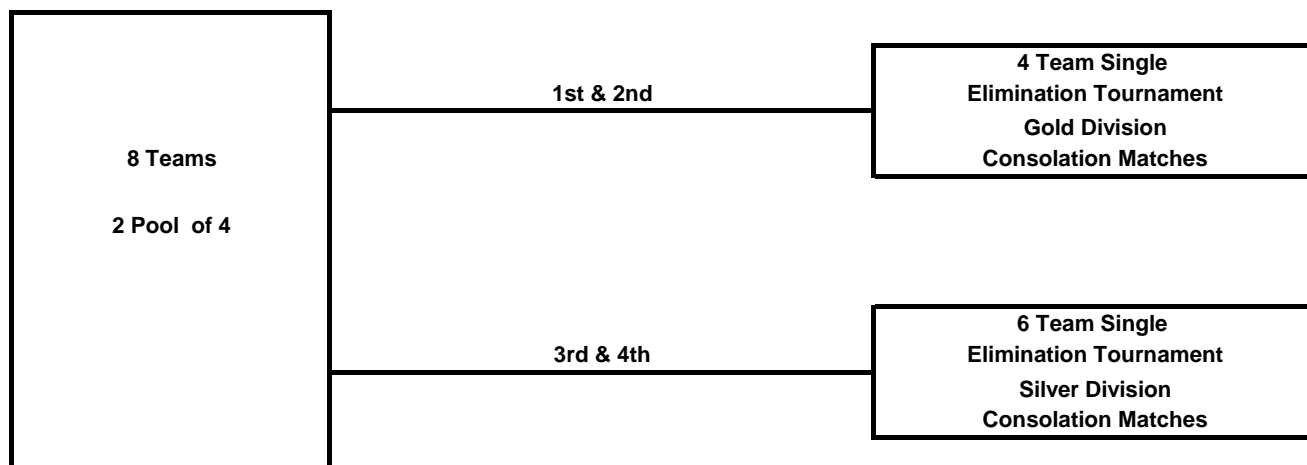 8 Teams
2 Pool of 4
1st & 2nd
4 Team Single
Elimination Tournament
Gold Division
Consolation Matches
3rd & 4th
6 Team Single
Elimination Tournament
Silver Division
Consolation Matches